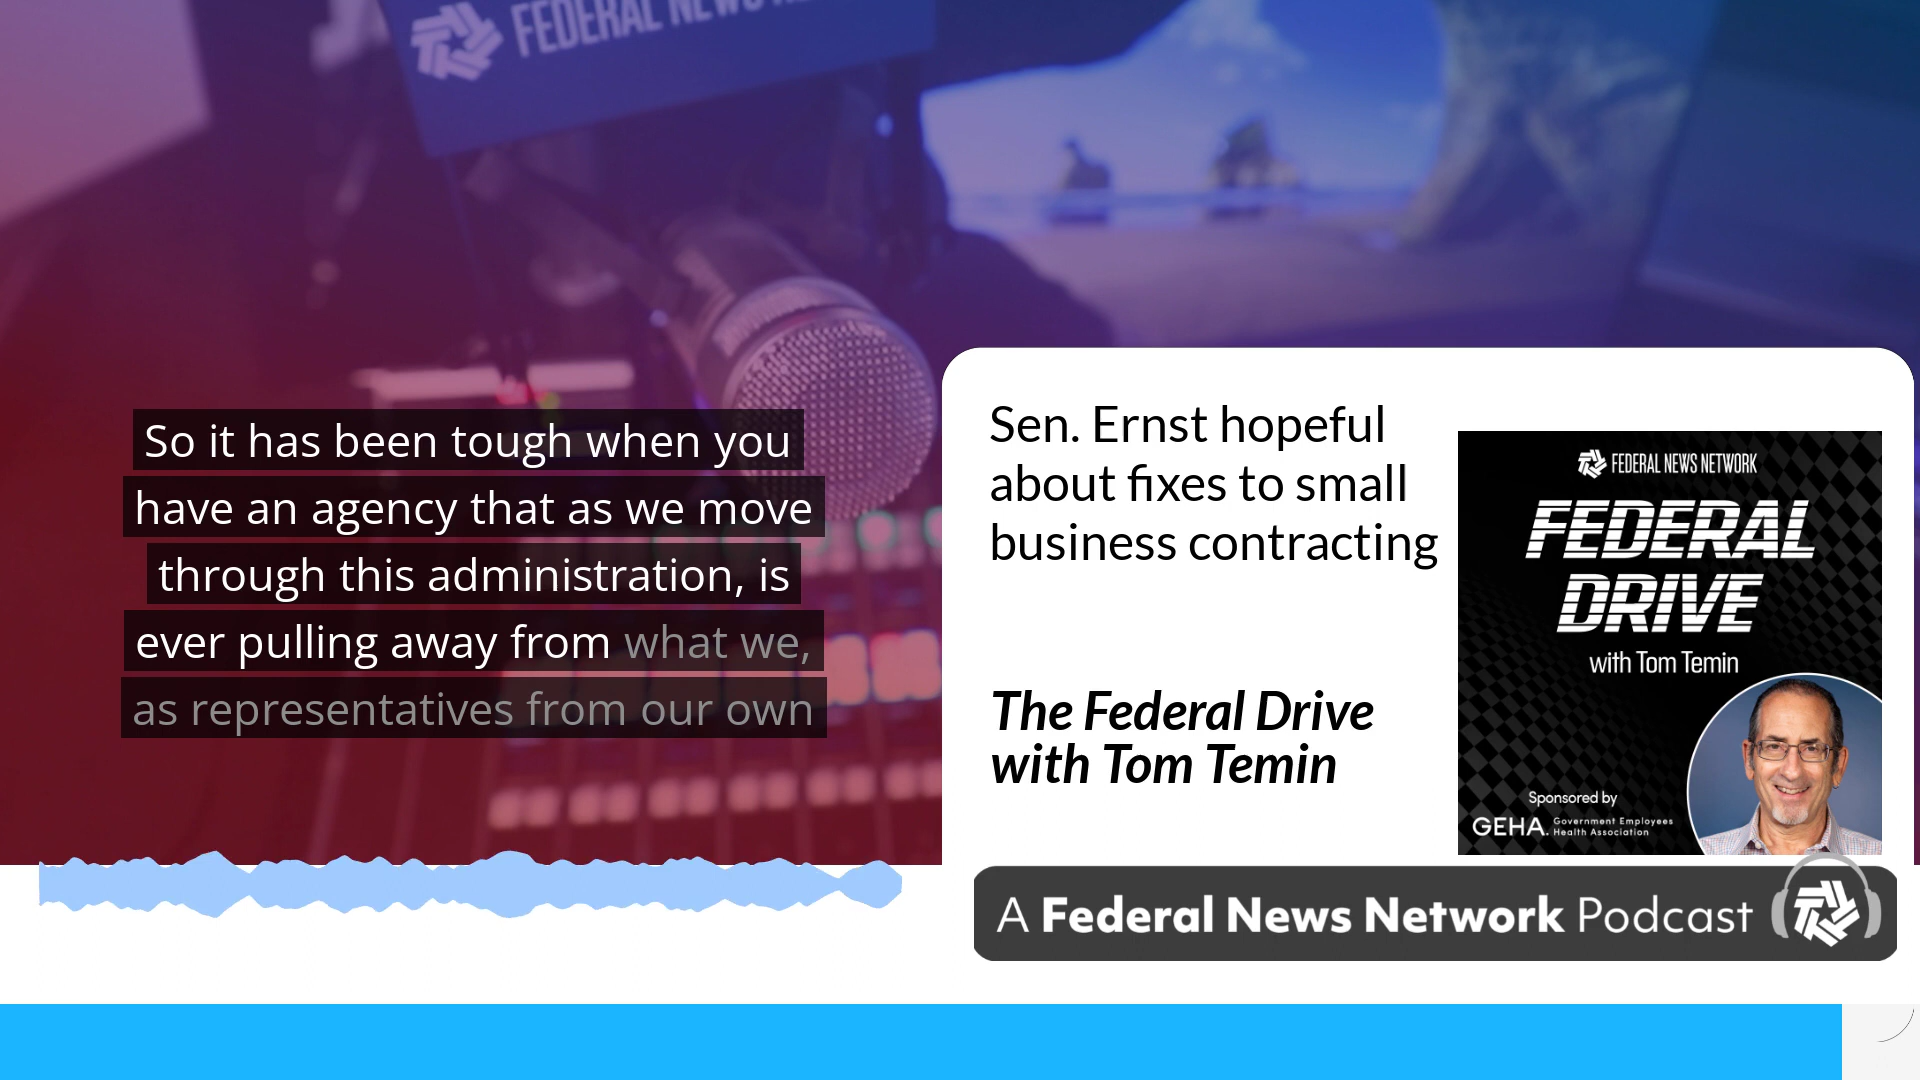 FEDERAL NEWS
So it has been tough when you
have an agency that as we move
through this administration, is
ever pulling away from what we,
as representatives from our own
Sen. Ernst hopeful
about fixes to small
business contracting
The Federal Drive
with Tom Temin
FEDERAL NEWS NETWORK
FEDERAL
DRIVE
with Tom Temin
Sponsored by
GEHA. Government Employees
Health Association
A Federal News Network Podcast